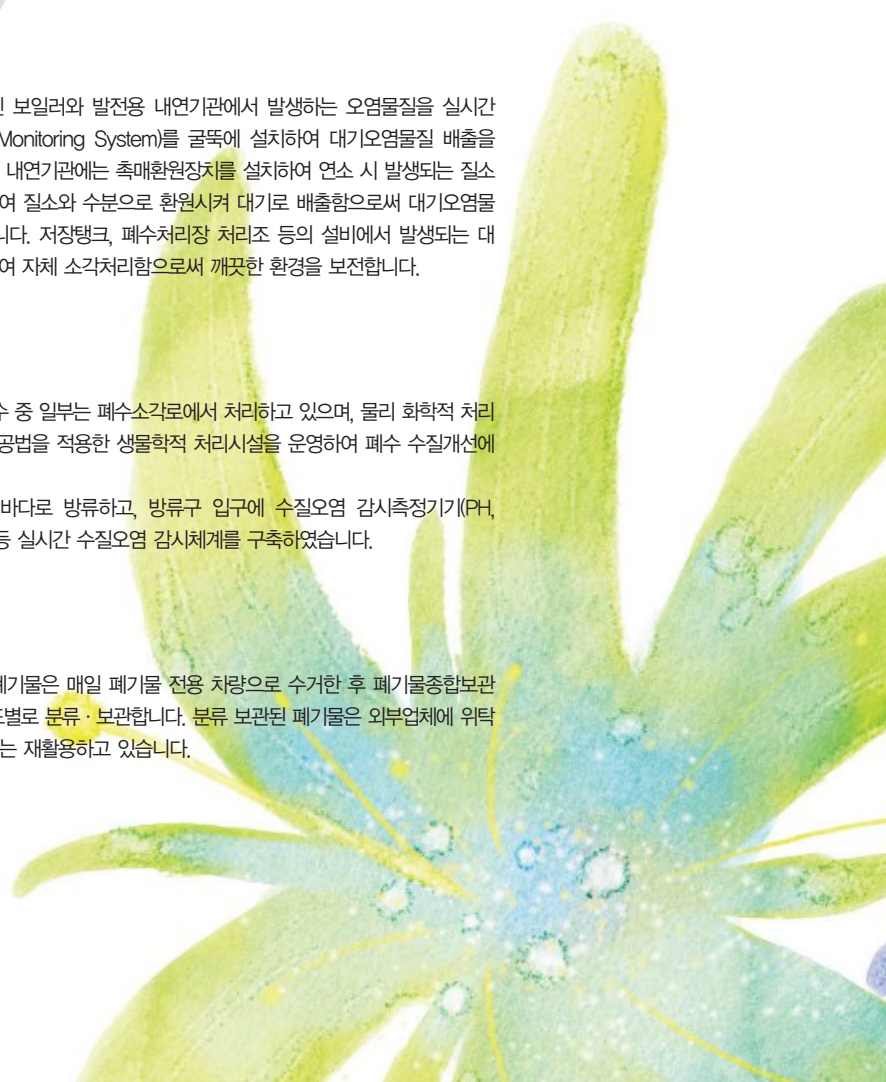 보일러와 발전용 내연기관에서 발생하는 오염물질을 실시간
Monitoring System)를 굴뚝에 설치하여 대기오염물질 배출을
내연기관에는 촉매환원장치를 설치하여 연소 시 발생되는 질소
여 질소와 수분으로 환원시켜 대기로 배출함으로써 대기오염물
니다. 저장탱크, 폐수처리장 처리조 등의 설비에서 발생되는 대
여 자체 소각처리함으로써 깨끗한 환경을 보전합니다.
수 중 일부는 폐수소각로에서 처리하고 있으며, 물리 화학적 처리
공법을 적용한 생물학적 처리시설을 운영하여 폐수 수질개선에
바다로 방류하고, 방류구 입구에 수질오염 감시측정기기(PH,
등 실시간 수질오염 감시체계를 구축하였습니다.
폐기물은 매일 폐기물 전용 차량으로 수거한 후 폐기물종합보관
별로 분류 · 보관합니다. 분류 보관된 폐기물은 외부업체에 위탁
는 재활용하고 있습니다.